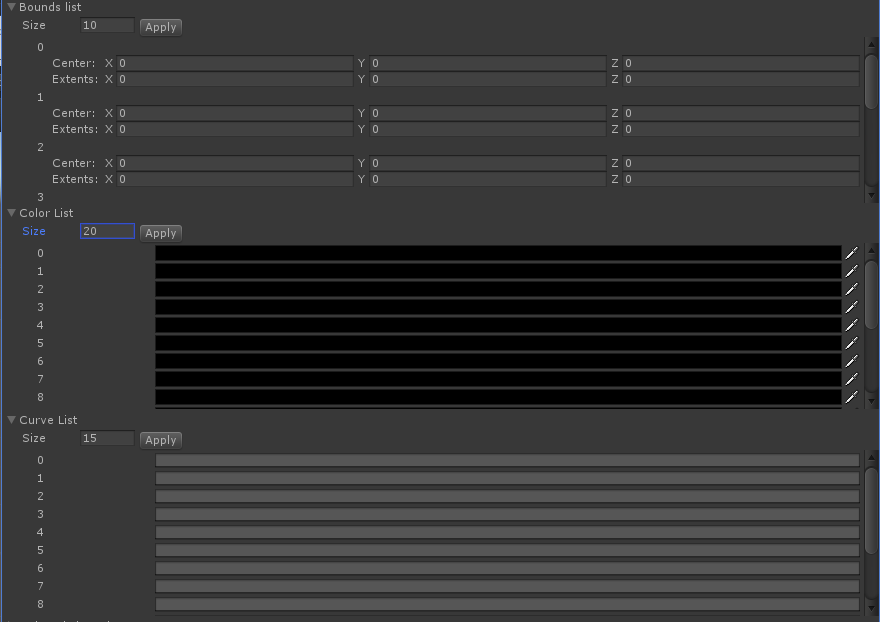 Bounds list
Size 10 Apply
0
Center: X 0 Y 0 Z 0
Extents: X 0 Y 0 Z 0
1
Center: X 0 Y 0 Z 0
Extents: X 0 Y 0 Z 0
2
Center: X 0 Y 0 Z 0
Extents: X 0 Y 0 Z 0
3
Color List
Size 20 Apply
0
1
2
3
4
5
6
7
8
Curve List
Size 15 Apply
0
1
2
3
4
5
6
7
8